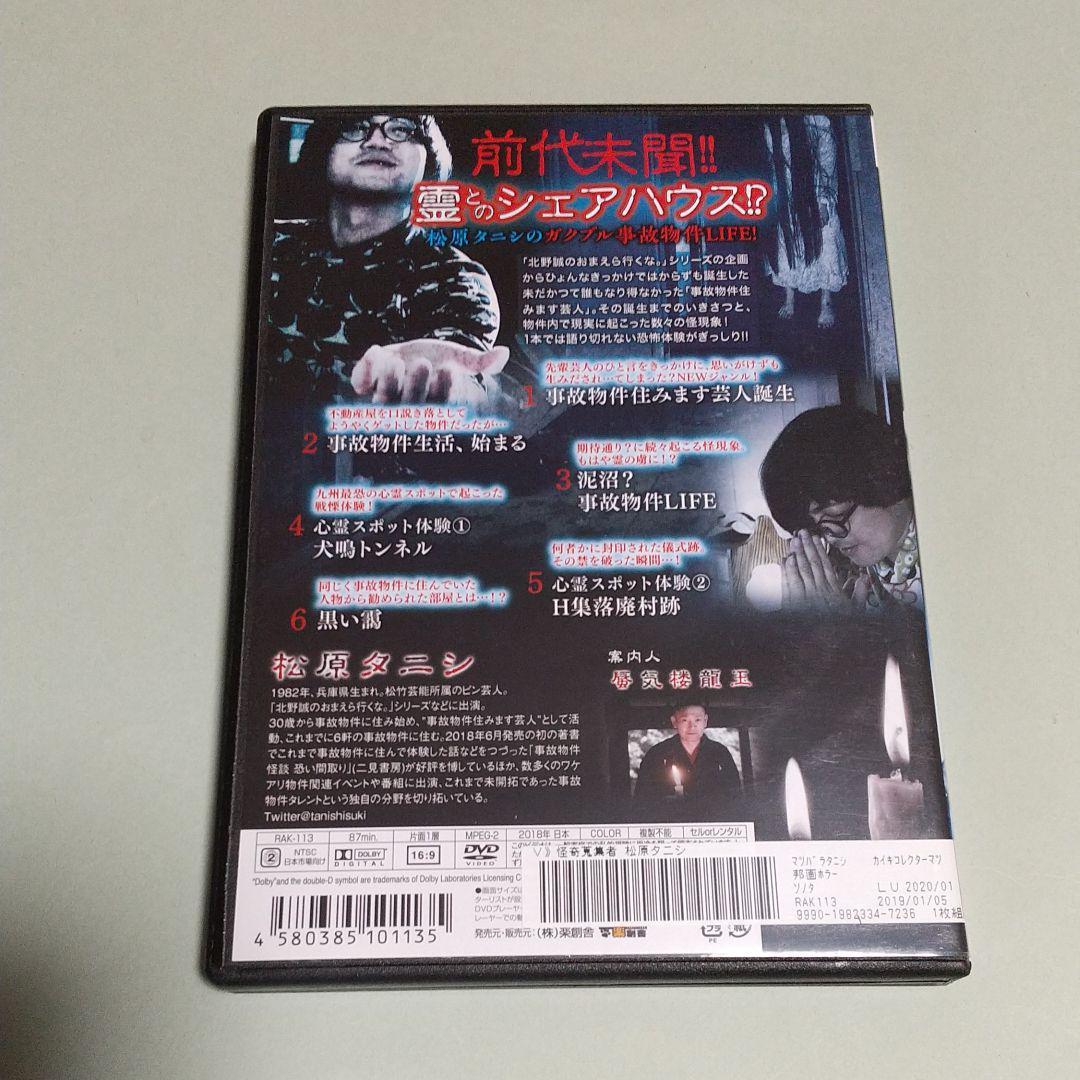 前代未聞!!
霊とのシェアハウス!?
松原タニシのガクブル事故物件LIFE!
「北野誠のおまえら行くな。」シリーズの企画
からひょんなきっかけではからずも誕生した
未だかつて誰もなり得なかった「事故物件住
みます芸人」。その誕生までのいきさつと、
物件内で現実に起こった数々の怪現象!
1本では語り切れない恐怖体験がぎっしり!!
先輩芸人のひと言をきっかけに、思いがけずも
生みだされ…てしまった?NEWジャンル!
1 事故物件住みます芸人誕生
不動産屋を口説き落として
ようやくゲットした物件だったが…
2 事故物件生活、始まる
期待通り?に続々起こる怪現象。
もはや霊の虜に!?
3 泥沼?
事故物件LIFE
九州最恐の心霊スポットで起こった
戦慄体験!
4 心霊スポット体験①
犬鳴トンネル
何者かに封印された儀式跡。
その禁を破った瞬間…!
5 心霊スポット体験②
H集落廃村跡
同じく事故物件に住んでいた
人物から勧められた部屋とは…!?
6 黒い靄
松原タニシ
1982年、兵庫県生まれ。松竹芸能所属のピン芸人。
「北野誠のおまえら行くな。」シリーズなどに出演。
30歳から事故物件に住み始め、"事故物件住みます芸人"として活
動、これまでに6軒の事故物件に住む。2018年6月発売の初の著書
でこれまで事故物件に住んで体験した話などをつづった「事故物件
怪談 恐い間取り」(二見書房)が好評を博しているほか、数多くのワケ
アリ物件関連イベントや番組に出演、これまで未開拓であった事故
物件タレントという独自の分野を切り拓いている。
Twitter@tanishisuki
案内人
蜃気楼龍玉
RAK-113 87min. 片面1層 MPEG-2 2018年 日本 COLOR 複製不能 セルorレンタル
2 NTSC 日本市場向け DOLBY DIGITAL 16:9 DVD VIDEO
"Dolby"and the double-D symbol are trademarks of Dolby Laboratories Licensing
●画面サイズは
ターリストが
DVDプレーヤー
レーヤーでの
4 580385 101135
発売元・販売元:(株)楽創舎
プラ
PE
V》怪奇蒐集者 松原タニシ
マツバラタニシ カイキコレクターマツ
邦画ホラー
ソノタ LU 2020/01
RAK113 2019/01/05
9990-1982334-7236 1枚組